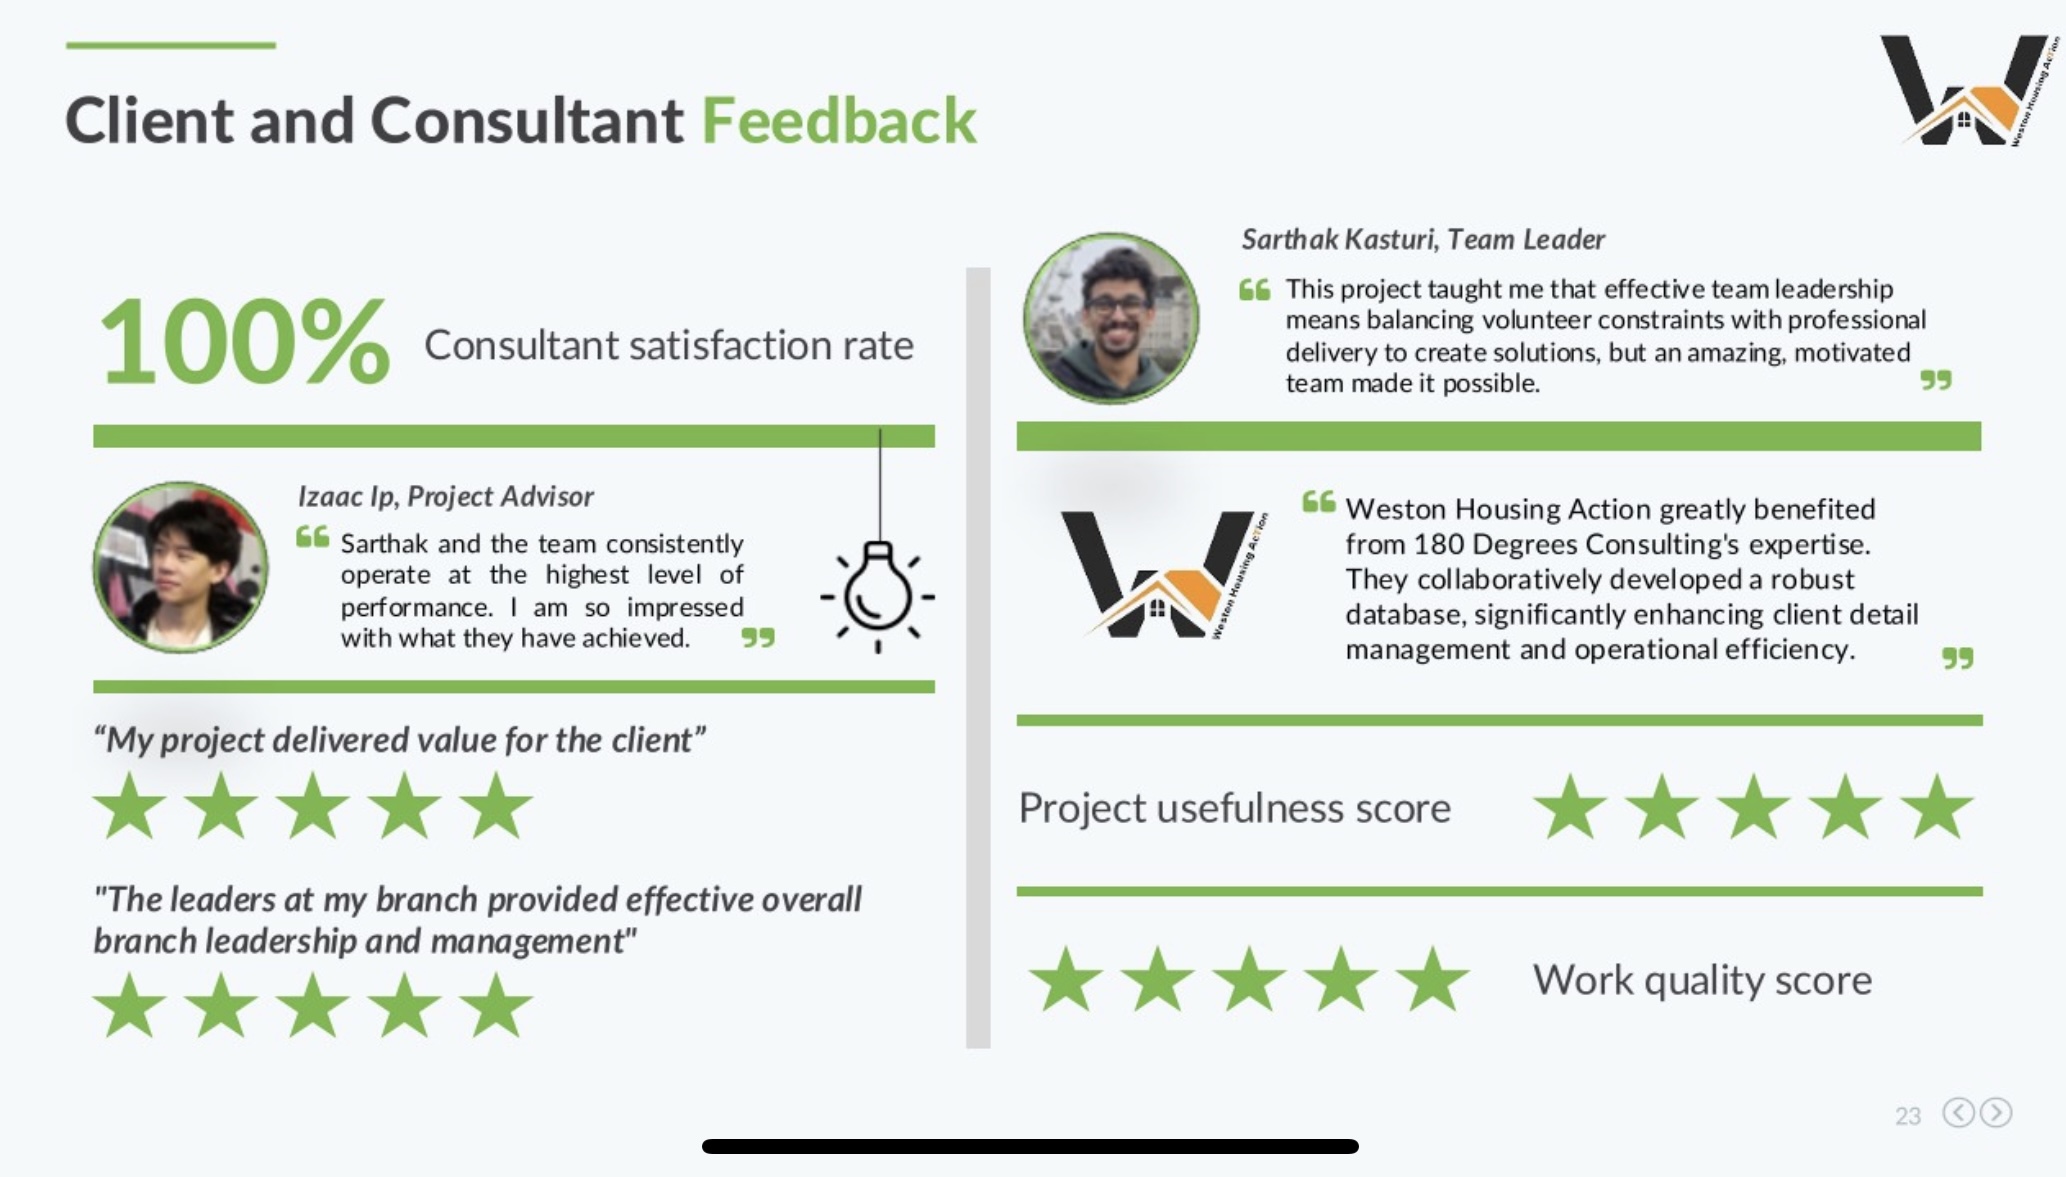 Client and Consultant Feedback
Weston Housing AcTion
100%
Consultant satisfaction rate
Izaac Ip, Project Advisor
“ Sarthak and the team consistently
operate at the highest level of
performance. I am so impressed
with what they have achieved. ”
“My project delivered value for the client”
"The leaders at my branch provided effective overall
branch leadership and management"
Sarthak Kasturi, Team Leader
“ This project taught me that effective team leadership
means balancing volunteer constraints with professional
delivery to create solutions, but an amazing, motivated
team made it possible. ”
Weston Housing AcTion
“ Weston Housing Action greatly benefited
from 180 Degrees Consulting's expertise.
They collaboratively developed a robust
database, significantly enhancing client detail
management and operational efficiency. ”
Project usefulness score
Work quality score
23